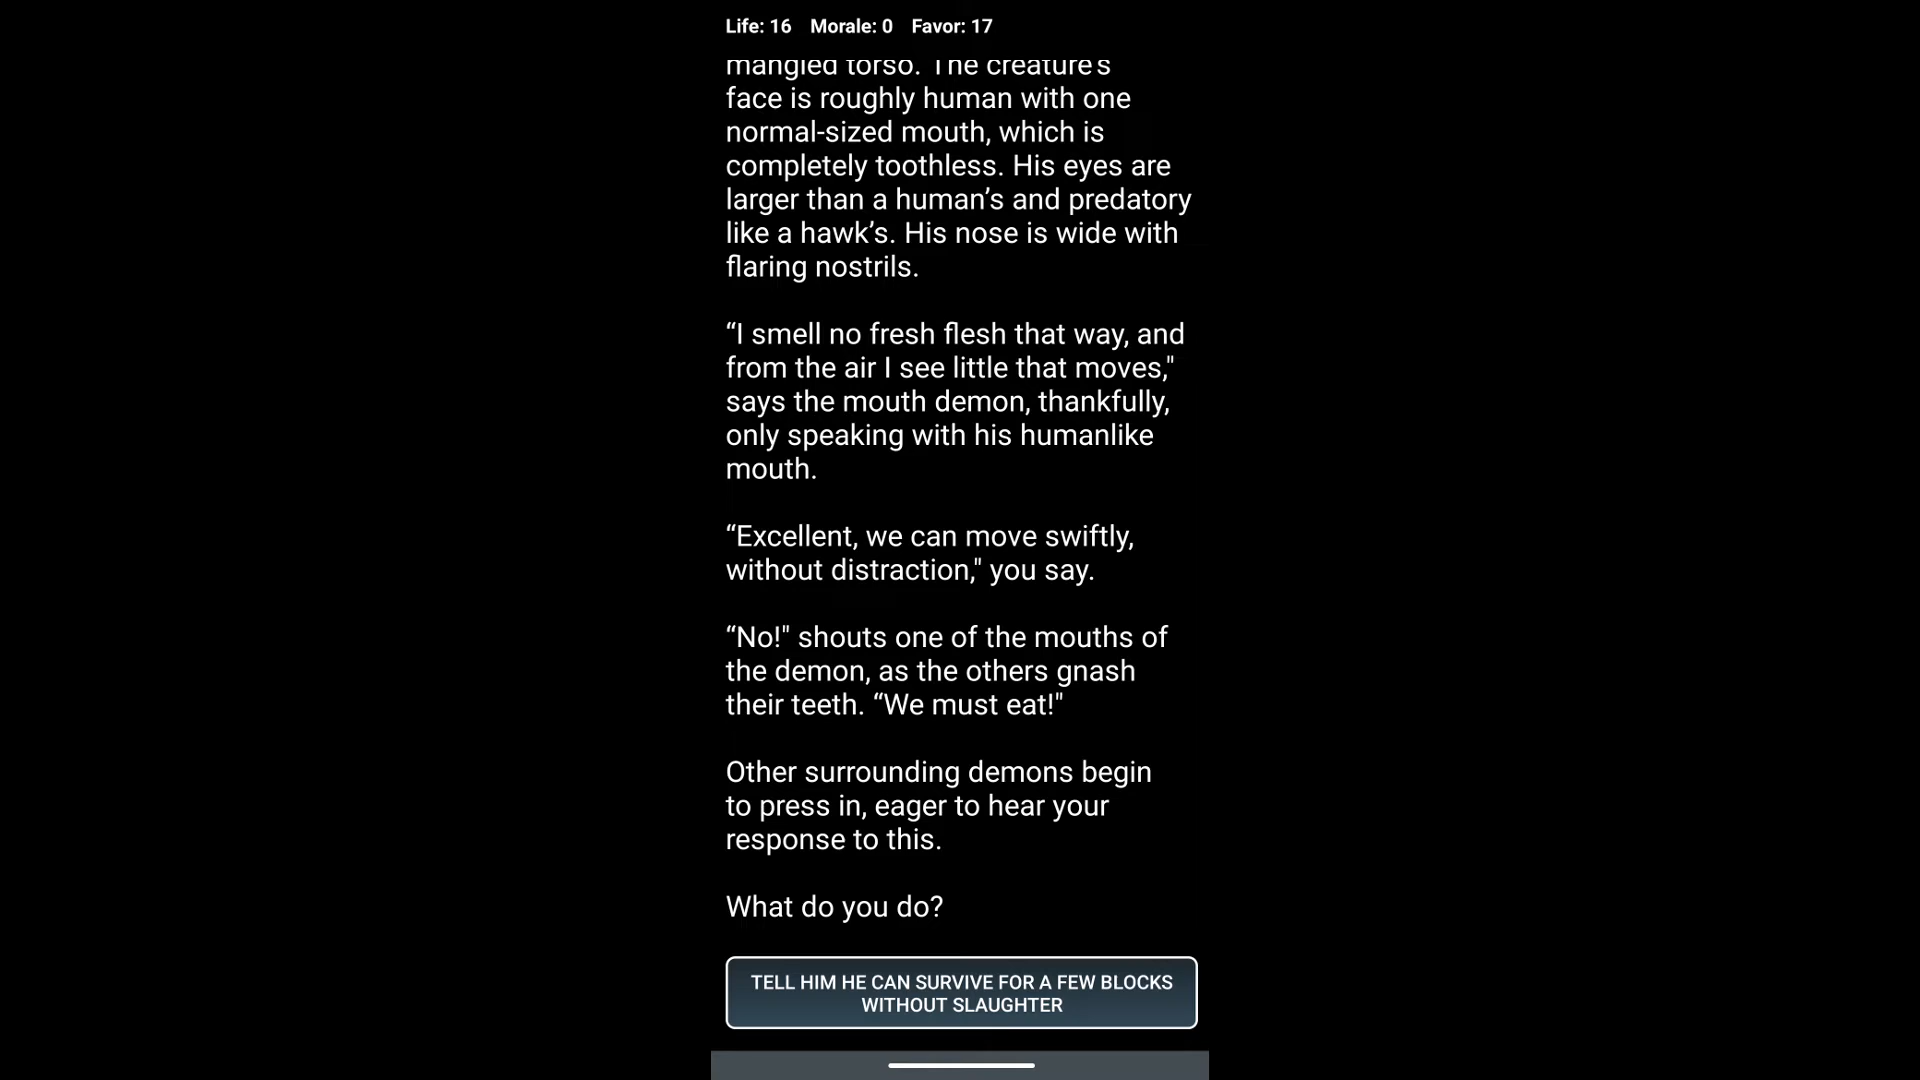 Life: 16 Morale: 0 Favor: 17
mangled torso. The creature's
face is roughly human with one
normal-sized mouth, which is
completely toothless. His eyes are
larger than a human’s and predatory
like a hawk’s. His nose is wide with
flaring nostrils.
“I smell no fresh flesh that way, and
from the air I see little that moves,"
says the mouth demon, thankfully,
only speaking with his humanlike
mouth.
“Excellent, we can move swiftly,
without distraction," you say.
“No!" shouts one of the mouths of
the demon, as the others gnash
their teeth. “We must eat!"
Other surrounding demons begin
to press in, eager to hear your
response to this.
What do you do?
TELL HIM HE CAN SURVIVE FOR A FEW BLOCKS
WITHOUT SLAUGHTER